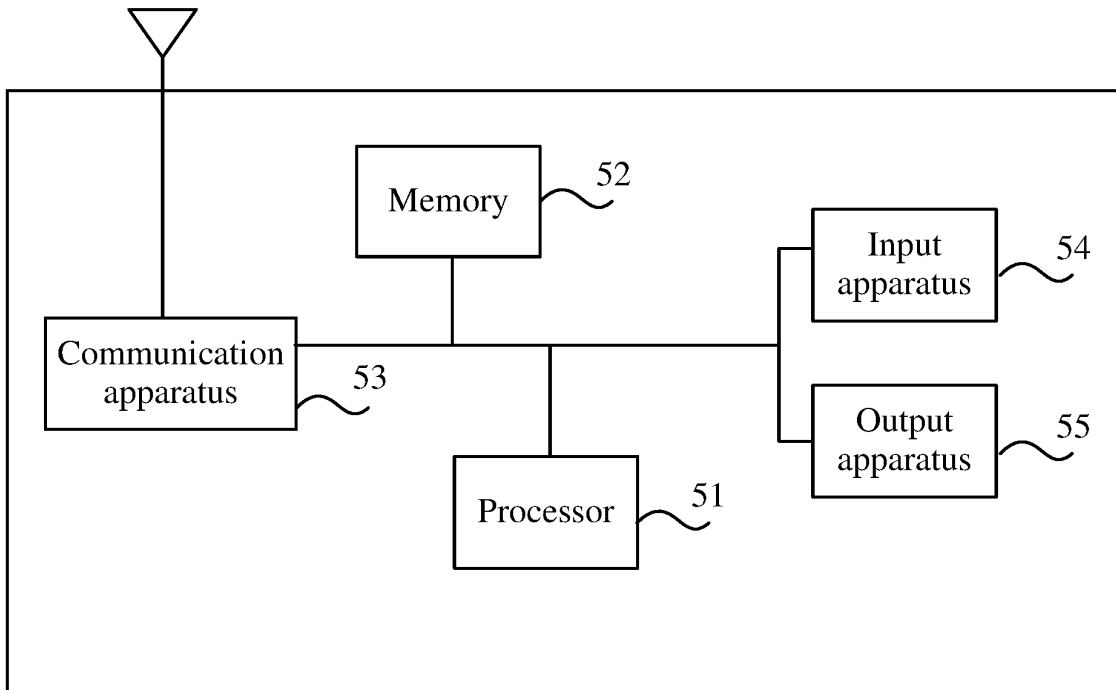 Memory
52
Input
apparatus
54
Communication
apparatus
53
Output
apparatus
55
Processor
51